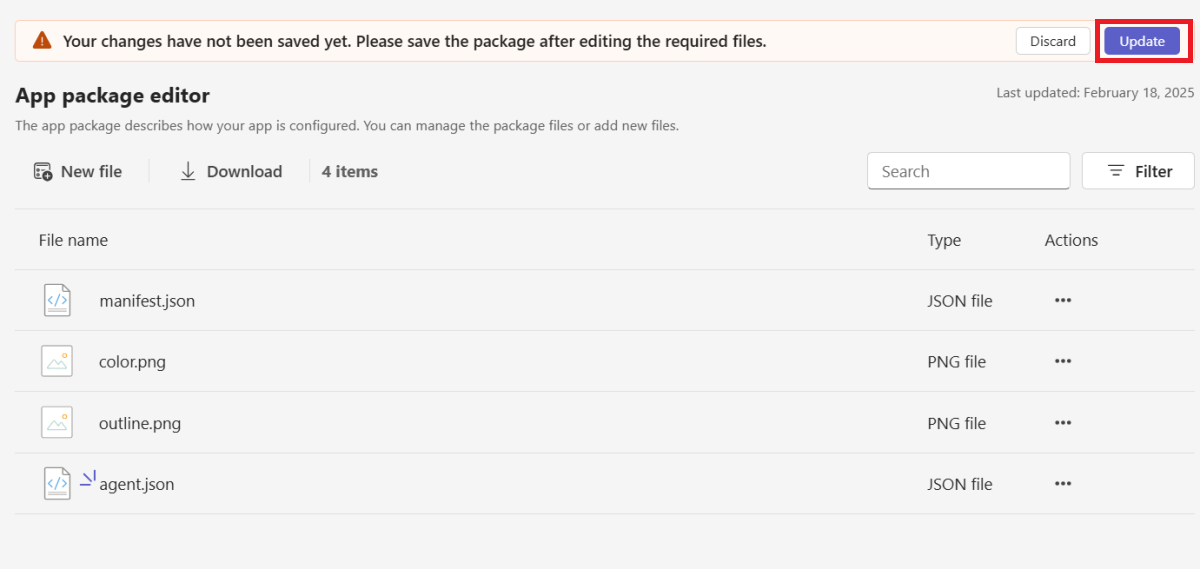 Your changes have not been saved yet. Please save the package after editing the required files. Discard Update
App package editor Last updated: February 18, 2025
The app package describes how your app is configured. You can manage the package files or add new files.
New file Download 4 items Search Filter
File name Type Actions
manifest.json JSON file
color.png PNG file
outline.png PNG file
agent.json JSON file